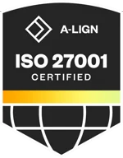 A-LIGN
ISO 27001
CERTIFIED